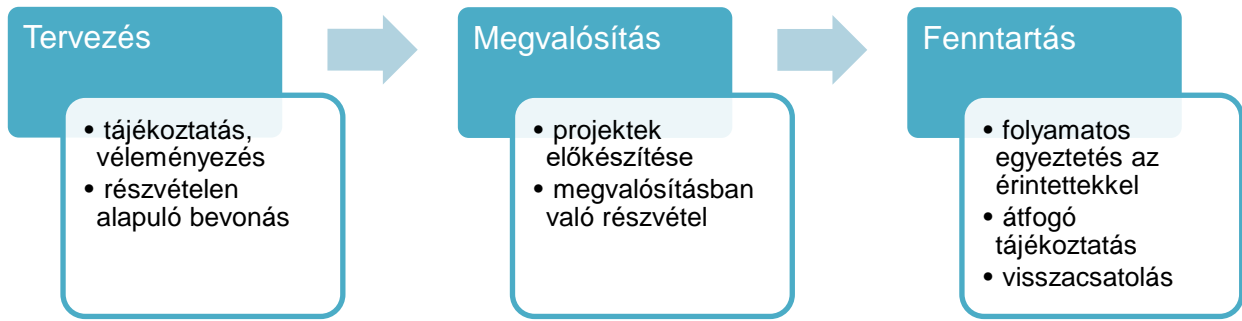 Tervezés
• tájékoztatás,
véleményezés
• részvételen
alapuló bevonás
Megvalósítás
• projektek
előkészítése
• megvalósításban
való részvétel
Fenntartás
• folyamatos
egyeztetés az
érintettekkel
• átfogó
tájékoztatás
• visszacsatolás